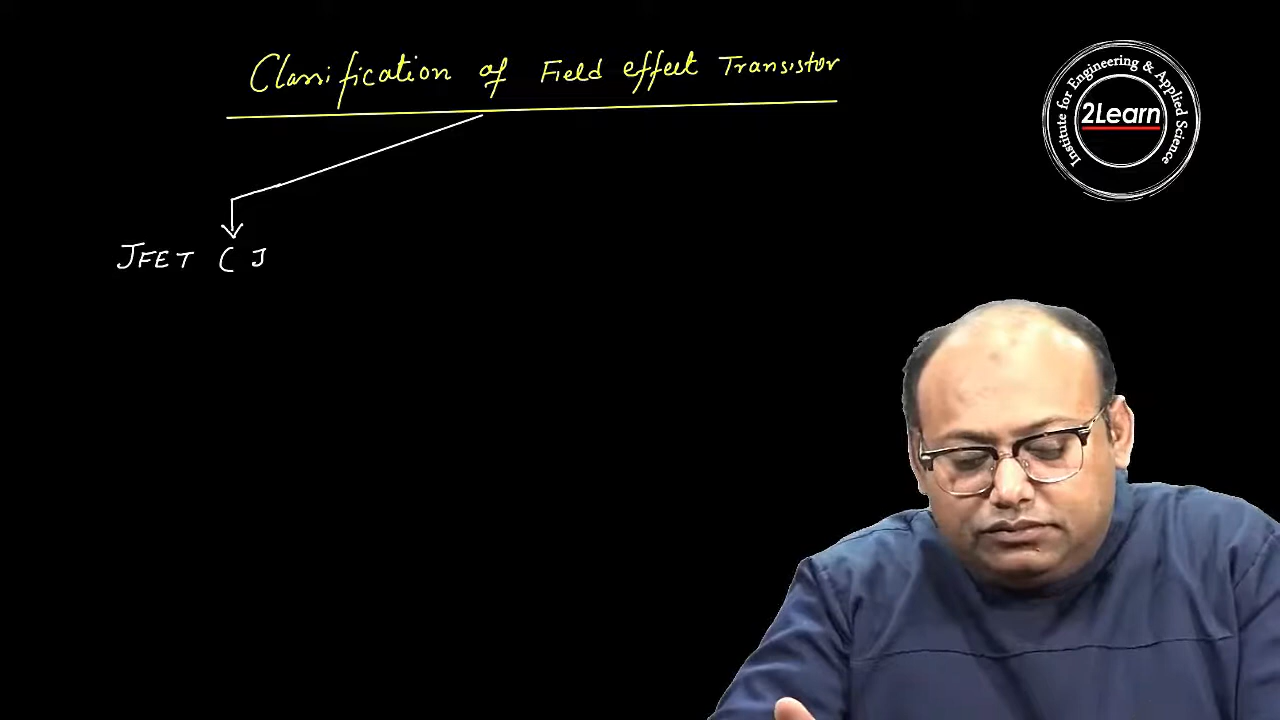 Classification of Field effect Transistor
JFET ( J
Institute for Engineering & Applied Science
2Learn